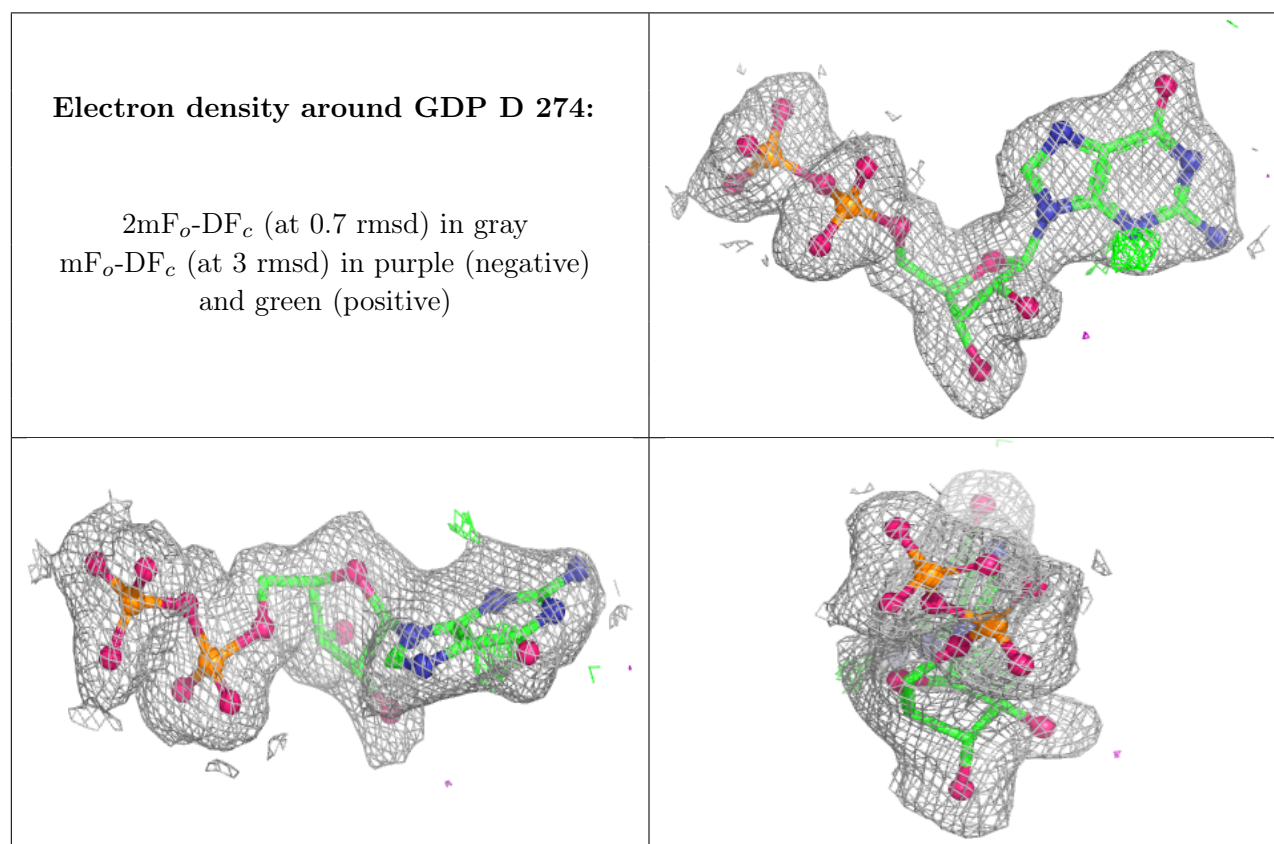 Electron density around GDP D 274:
2mFₒ-DF𝒸 (at 0.7 rmsd) in gray
mFₒ-DF𝒸 (at 3 rmsd) in purple (negative)
and green (positive)